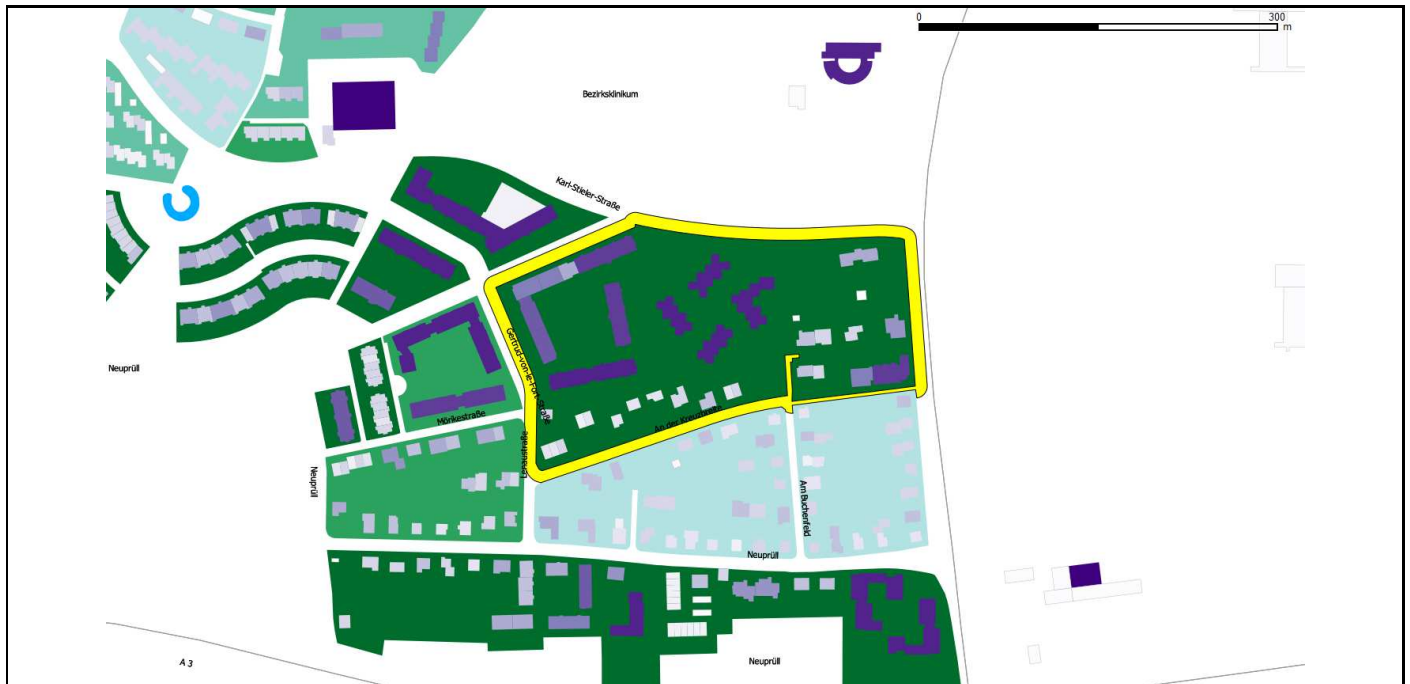 0 300
m
Bezirksklinikum
Karl-Stieler-Straße
Neuprüll
Gertrud-von-le-Fort-Straße
An der Kreuzbreite
Mörikestraße
Lenaustraße
Neuprüll
Am Buchenfeld
Neuprüll
Neuprüll
A 3